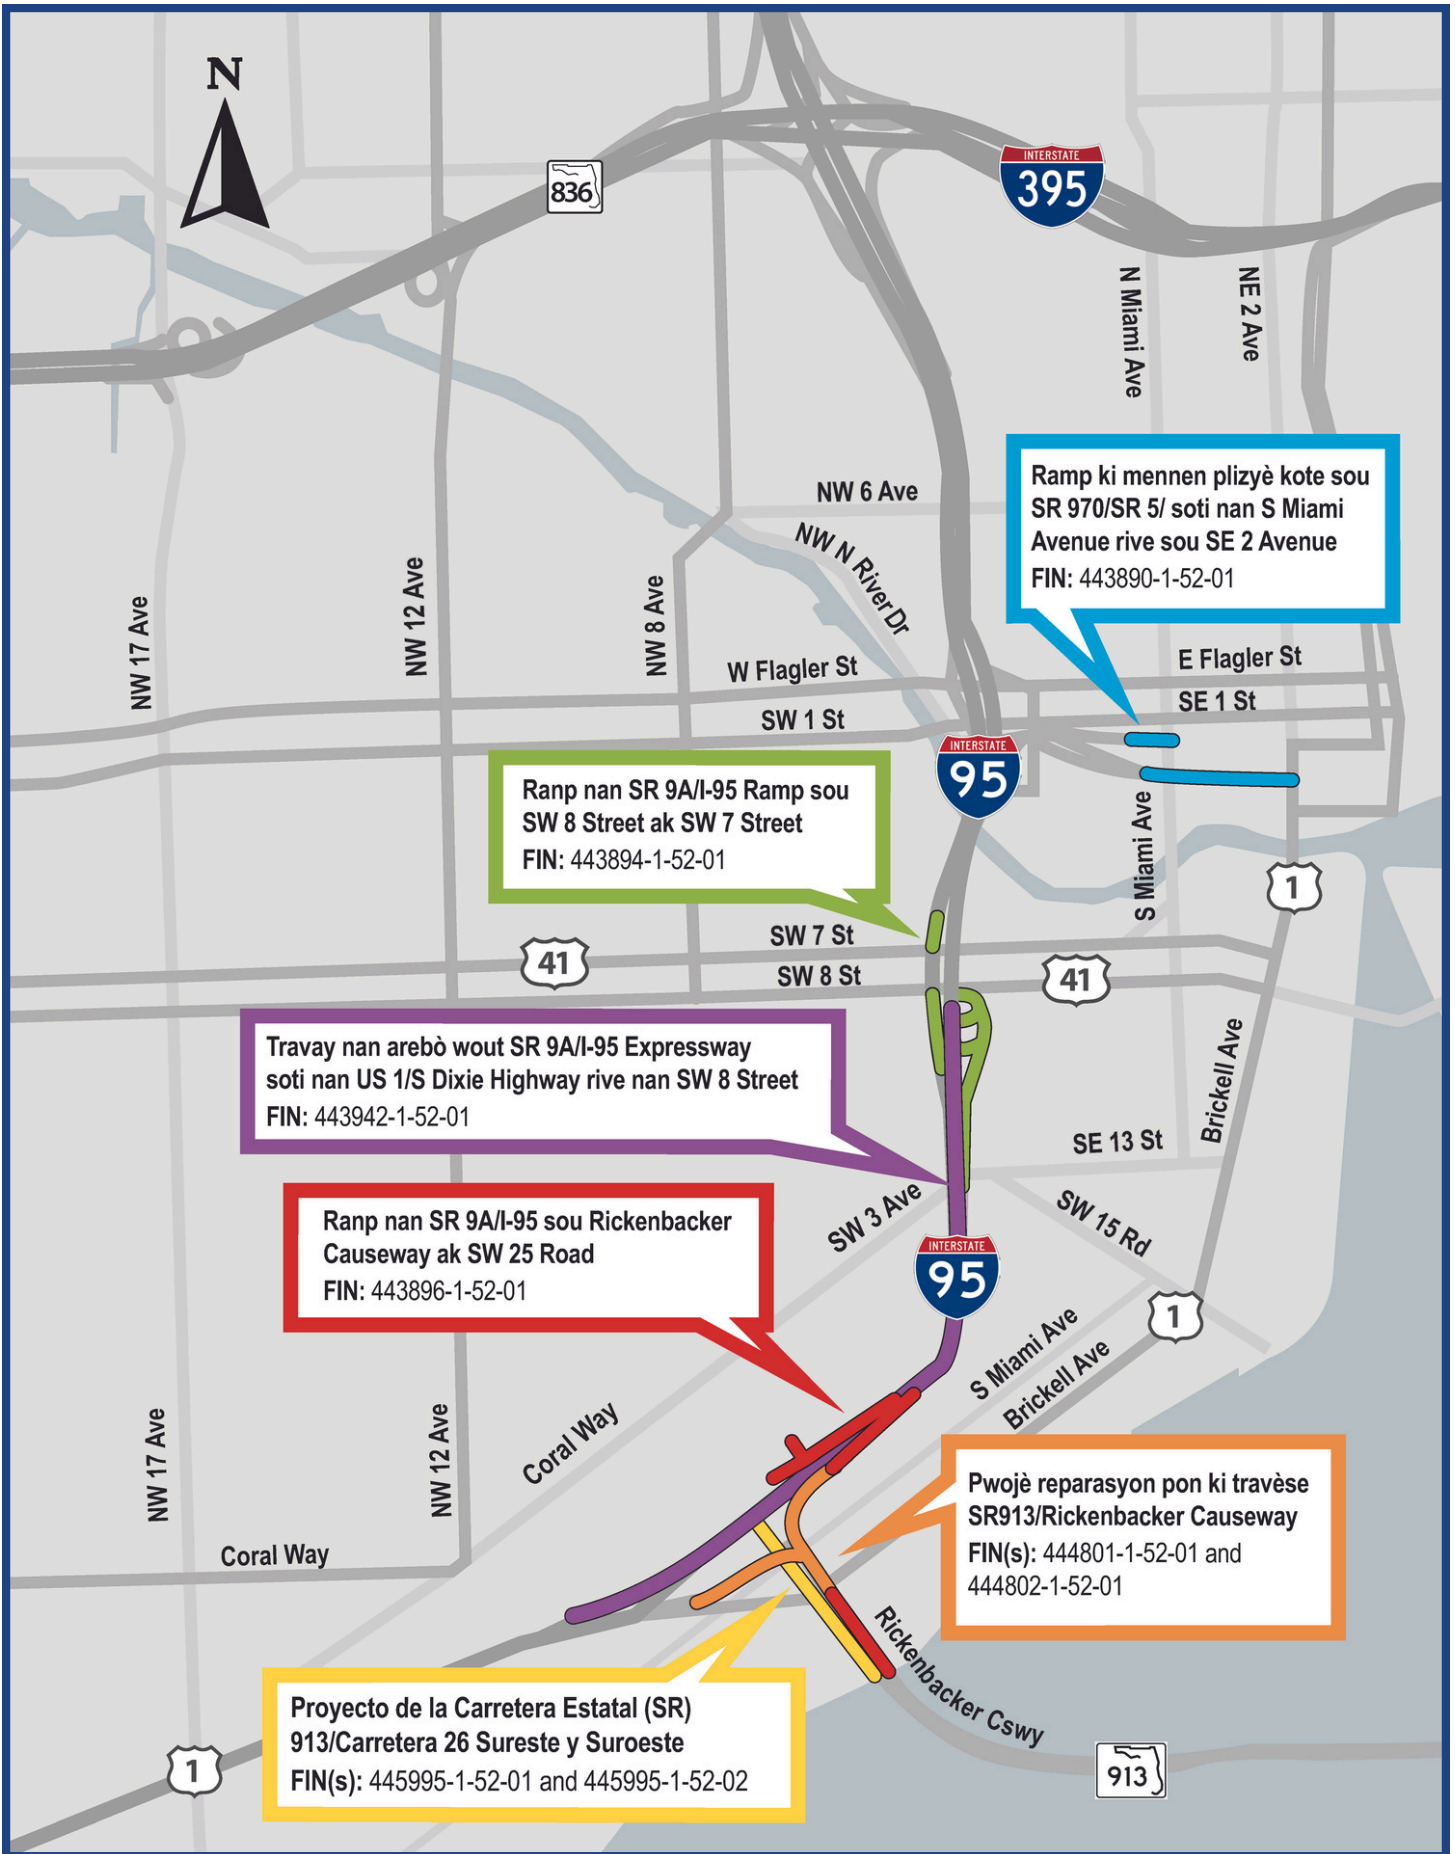 N
INTERSTATE
395
836
N Miami Ave
NE 2 Ave
Ramp ki mennen plizyè kote sou
SR 970/SR 5/ soti nan S Miami
Avenue rive sou SE 2 Avenue
FIN: 443890-1-52-01
NW 6 Ave
NW N River Dr
NW 17 Ave
NW 12 Ave
NW 8 Ave
W Flagler St
E Flagler St
SE 1 St
SW 1 St
INTERSTATE
95
Ranp nan SR 9A/I-95 Ramp sou
SW 8 Street ak SW 7 Street
FIN: 443894-1-52-01
S Miami Ave
1
SW 7 St
41
SW 8 St
41
Travay nan arebò wout SR 9A/I-95 Expressway
soti nan US 1/S Dixie Highway rive nan SW 8 Street
FIN: 443942-1-52-01
Brickell Ave
SE 13 St
SW 3 Ave
SW 15 Rd
Ranp nan SR 9A/I-95 sou Rickenbacker
Causeway ak SW 25 Road
FIN: 443896-1-52-01
INTERSTATE
95
1
S Miami Ave
Brickell Ave
Coral Way
NW 17 Ave
NW 12 Ave
Pwojè reparasyon pon ki travèse
SR913/Rickenbacker Causeway
FIN(s): 444801-1-52-01 and
444802-1-52-01
Coral Way
Rickenbacker Cswy
Proyecto de la Carretera Estatal (SR)
913/Carretera 26 Sureste y Suroeste
FIN(s): 445995-1-52-01 and 445995-1-52-02
1
913